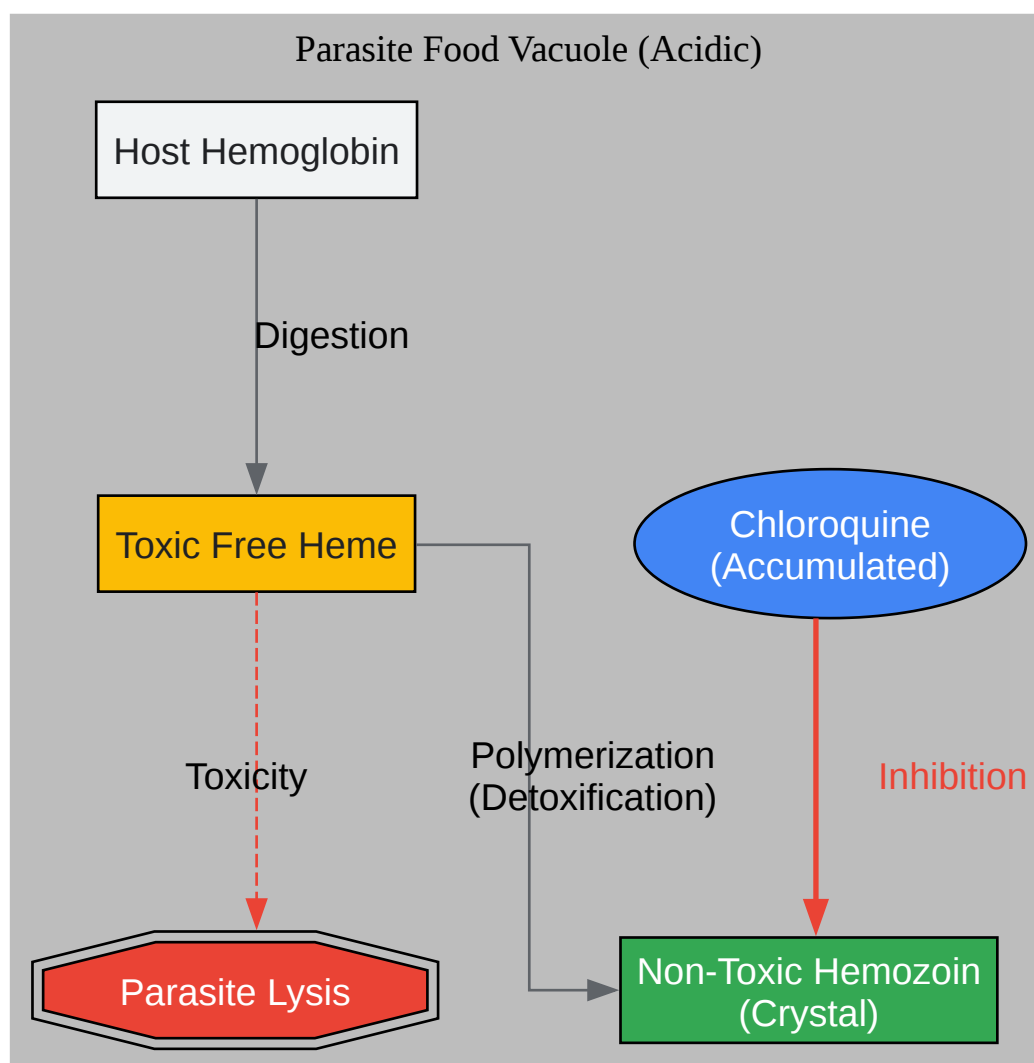 Parasite Food Vacuole (Acidic)
Host Hemoglobin
Digestion
Toxic Free Heme
Chloroquine
(Accumulated)
Toxicity
Polymerization
(Detoxification)
Inhibition
Parasite Lysis
Non-Toxic Hemozoin
(Crystal)